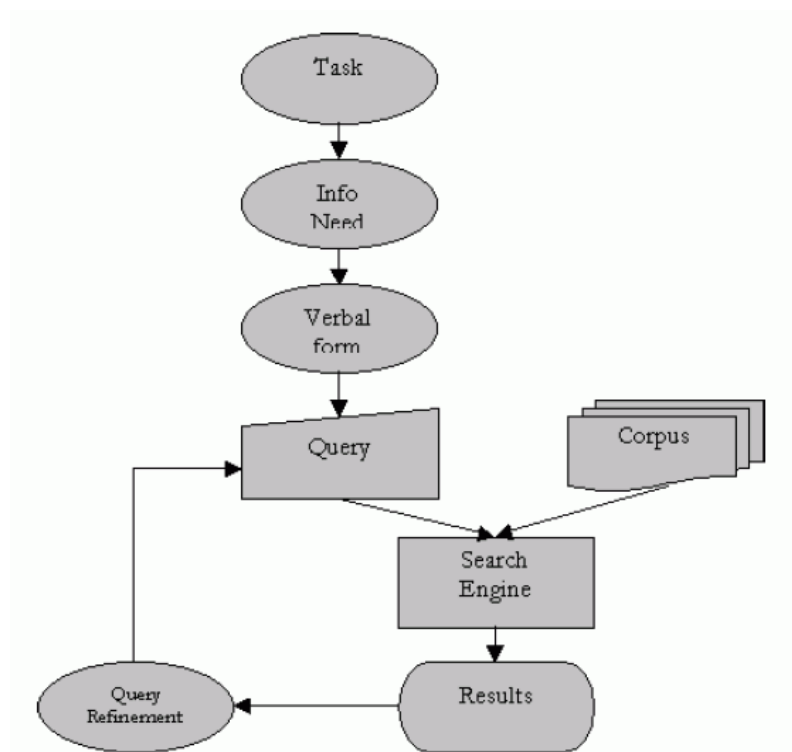 Task
Info
Need
Verbal
form
Query
Corpus
Search
Engine
Query
Refinement
Results